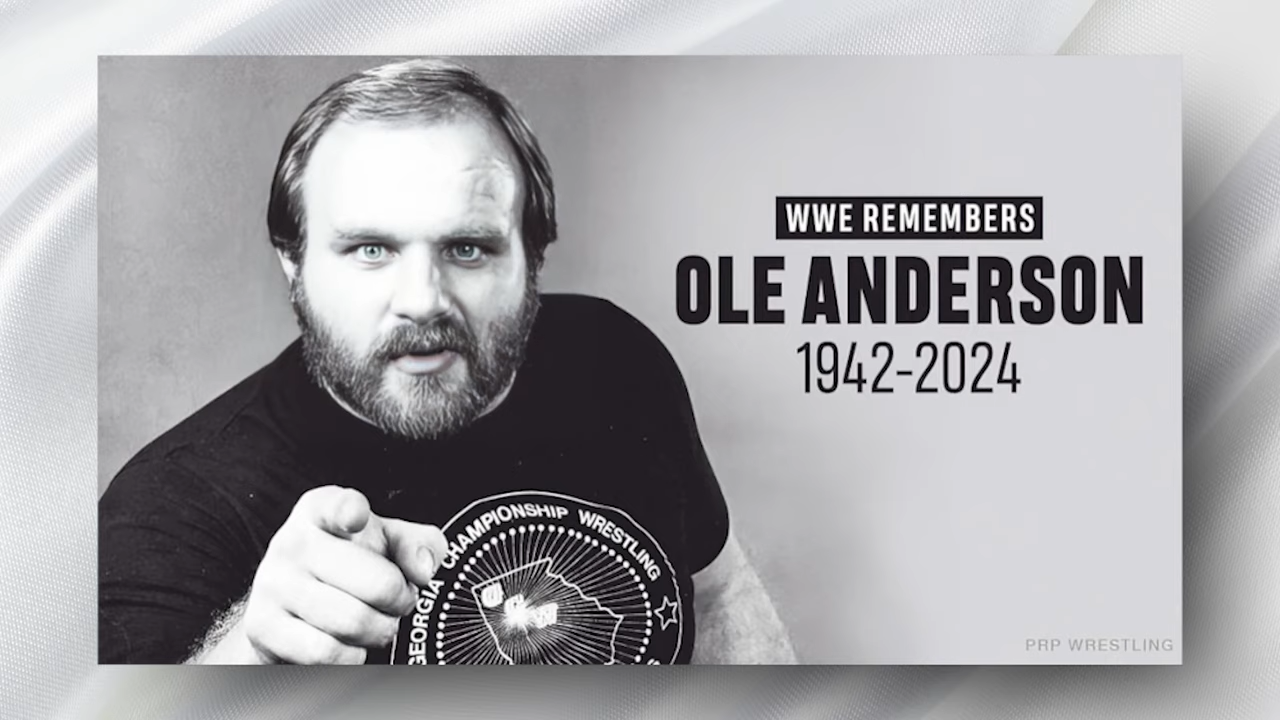 WWE REMEMBERS
OLE ANDERSON
1942-2024
GEORGIA CHAMPIONSHIP WRESTLING
PRP WRESTLING